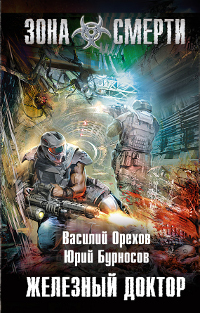 ЗОНА СМЕРТИ
Василий Орехов
Юрий Бурносов
ЖЕЛЕЗНЫЙ ДОКТОР